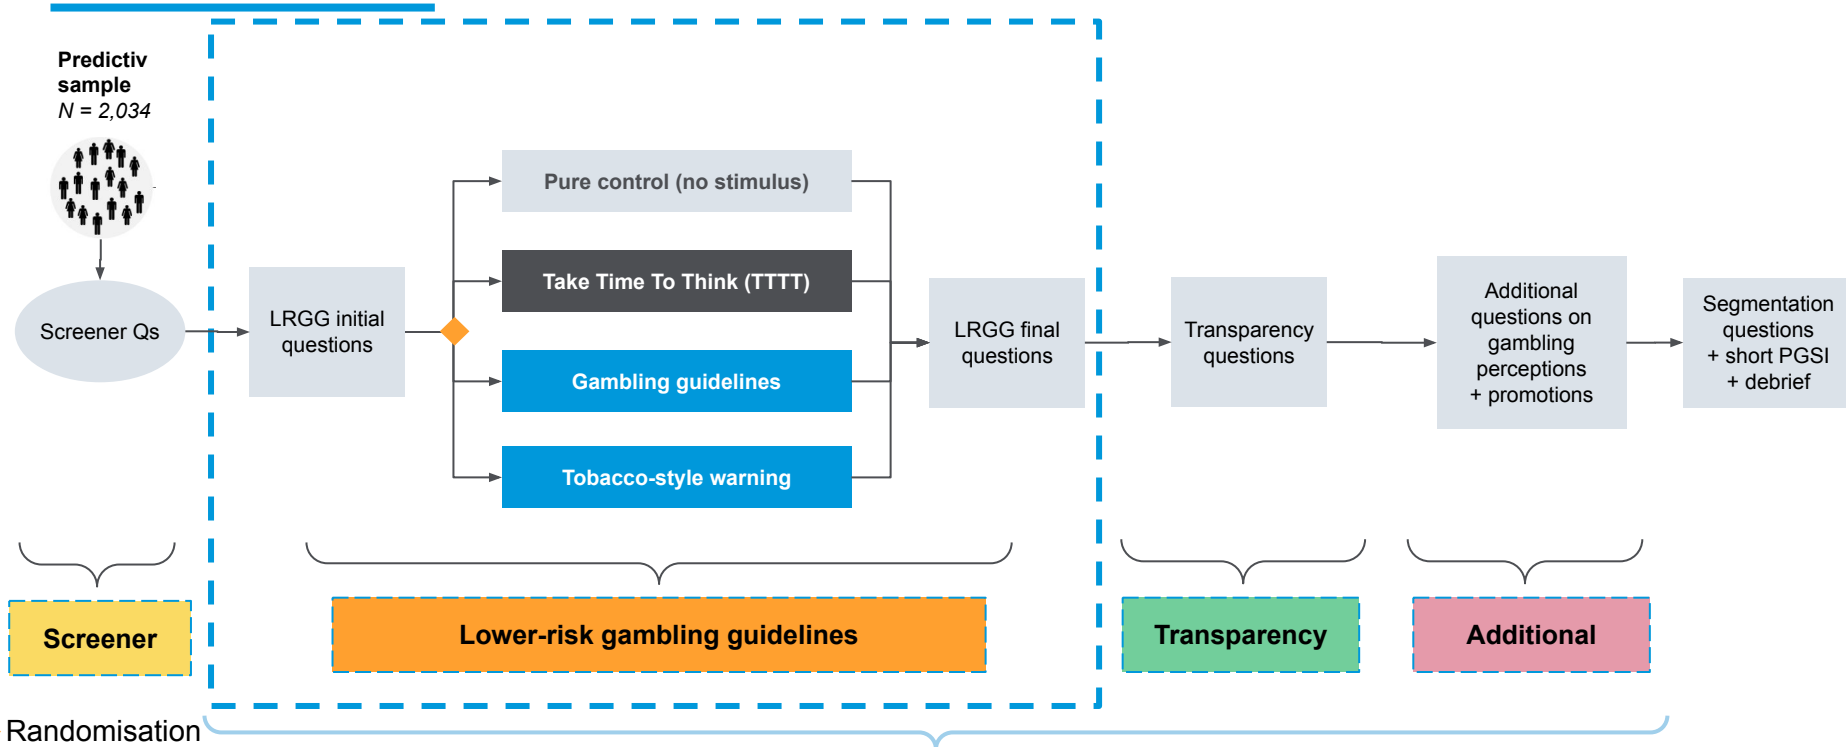 Predictiv
sample
N = 2,034
Screener Qs
LRGG initial
questions
Pure control (no stimulus)
Take Time To Think (TTTT)
Gambling guidelines
Tobacco-style warning
LRGG final
questions
Transparency
questions
Additional
questions on
gambling
perceptions
+ promotions
Segmentation
questions
+ short PGSI
+ debrief
Screener
Lower-risk gambling guidelines
Transparency
Additional
Randomisation